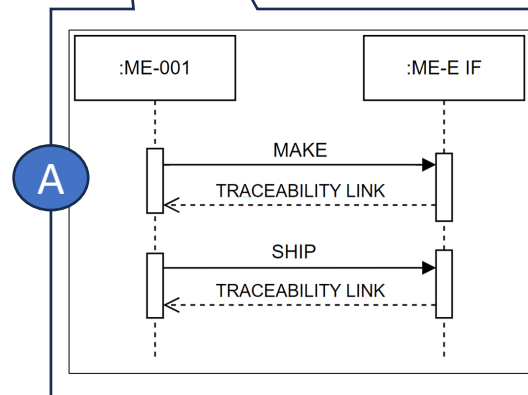 :ME-001
:ME-E IF
A
MAKE
TRACEABILITY LINK
SHIP
TRACEABILITY LINK